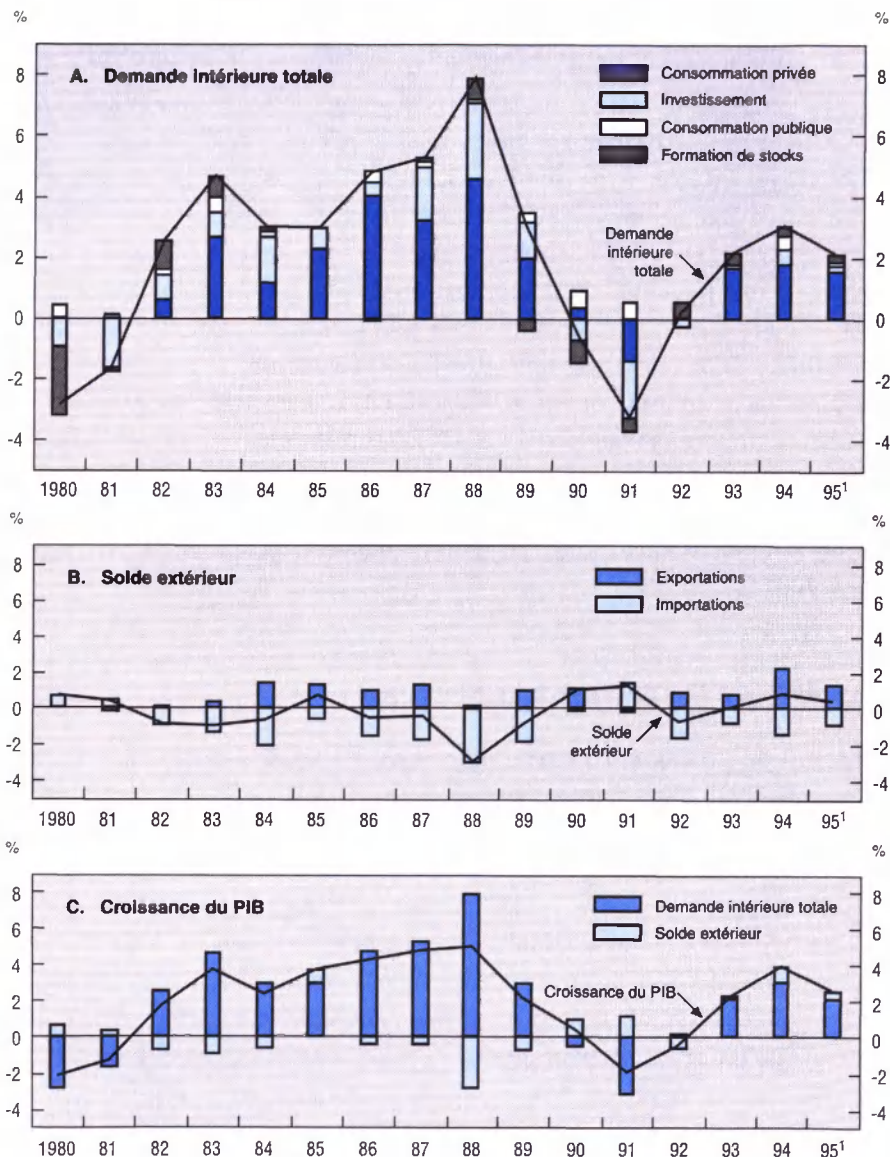 % %
A. Demande intérieure totale
Consommation privée
Investissement
Consommation publique
Formation de stocks
Demande
intérieure
totale
8 8
6 6
4 4
2 2
0 0
-2 -2
-4 -4
1980 81 82 83 84 85 86 87 88 89 90 91 92 93 94 95¹
% %
B. Solde extérieur
Exportations
Importations
Solde
extérieur
8 8
6 6
4 4
2 2
0 0
-2 -2
-4 -4
1980 81 82 83 84 85 86 87 88 89 90 91 92 93 94 95¹
% %
C. Croissance du PIB
Demande intérieure totale
Solde extérieur
Croissance du PIB
8 8
6 6
4 4
2 2
0 0
-2 -2
-4 -4
1980 81 82 83 84 85 86 87 88 89 90 91 92 93 94 95¹